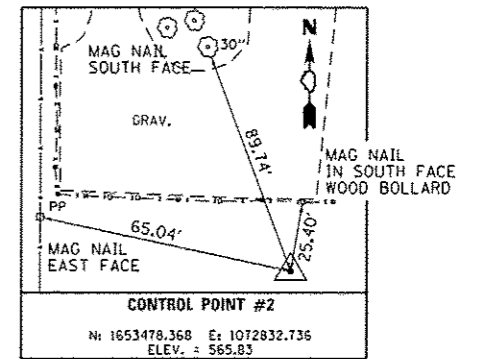 MAG NAIL
SOUTH FACE
30"
N
GRAV.
89.74'
MAG NAIL
IN SOUTH FACE
WOOD BOLLARD
PP
65.04'
25.40'
MAG NAIL
EAST FACE
CONTROL POINT #2
N: 1653478.368 E: 1072832.736
ELEV. = 565.83